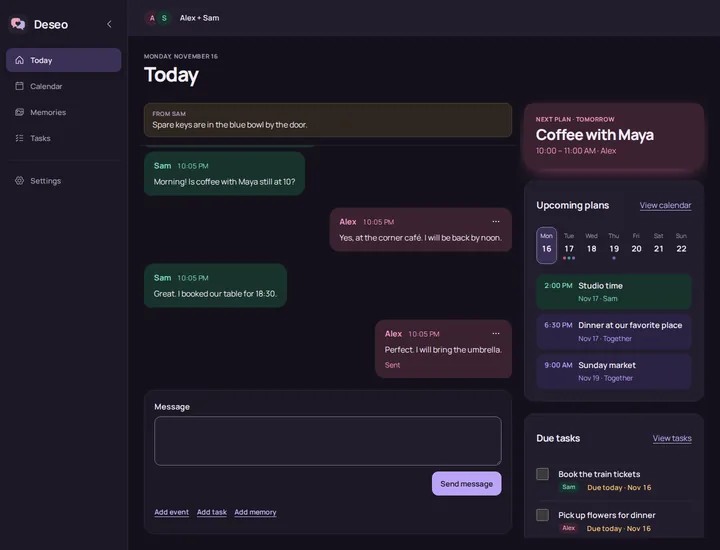 Deseo
Today
Calendar
Memories
Tasks
Settings
A S Alex + Sam
MONDAY, NOVEMBER 16
Today
FROM SAM
Spare keys are in the blue bowl by the door.
Sam 10:05 PM
Morning! Is coffee with Maya still at 10?
Alex 10:05 PM ...
Yes, at the corner café. I will be back by noon.
Sam 10:05 PM
Great. I booked our table for 18:30.
Alex 10:05 PM ...
Perfect. I will bring the umbrella.
Sent
Message
Send message
Add event Add task Add memory
NEXT PLAN · TOMORROW
Coffee with Maya
10:00 – 11:00 AM · Alex
Upcoming plans View calendar
Mon Tue Wed Thu Fri Sat Sun
16 17 18 19 20 21 22
2:00 PM Studio time
Nov 17 · Sam
6:30 PM Dinner at our favorite place
Nov 17 · Together
9:00 AM Sunday market
Nov 19 · Together
Due tasks View tasks
Book the train tickets
Sam Due today · Nov 16
Pick up flowers for dinner
Alex Due today · Nov 16